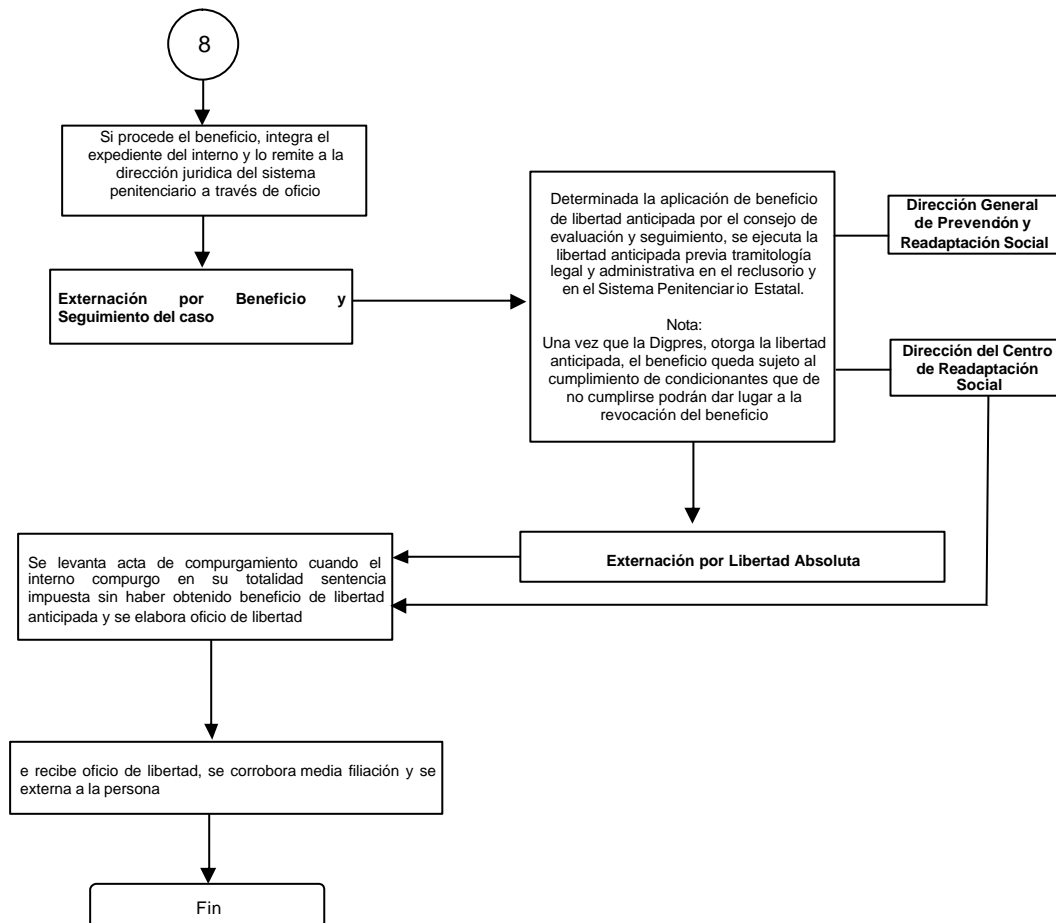 8
Si procede el beneficio, integra el
expediente del interno y lo remite a la
dirección juridica del sistema
penitenciario a través de oficio
Externación por Beneficio y
Seguimiento del caso
Determinada la aplicación de beneficio
de libertad anticipada por el consejo de
evaluación y seguimiento, se ejecuta la
libertad anticipada previa tramitología
legal y administrativa en el reclusorio y
en el Sistema Penitenciario Estatal.
Nota:
Una vez que la Digpres, otorga la libertad
anticipada, el beneficio queda sujeto al
cumplimiento de condicionantes que de
no cumplirse podrán dar lugar a la
revocación del beneficio
Dirección General
de Prevención y
Readaptación Social
Dirección del Centro
de Readaptación
Social
Externación por Libertad Absoluta
Se levanta acta de compurgamiento cuando el
interno compurgo en su totalidad sentencia
impuesta sin haber obtenido beneficio de libertad
anticipada y se elabora oficio de libertad
e recibe oficio de libertad, se corrobora media filiación y se
externa a la persona
Fin